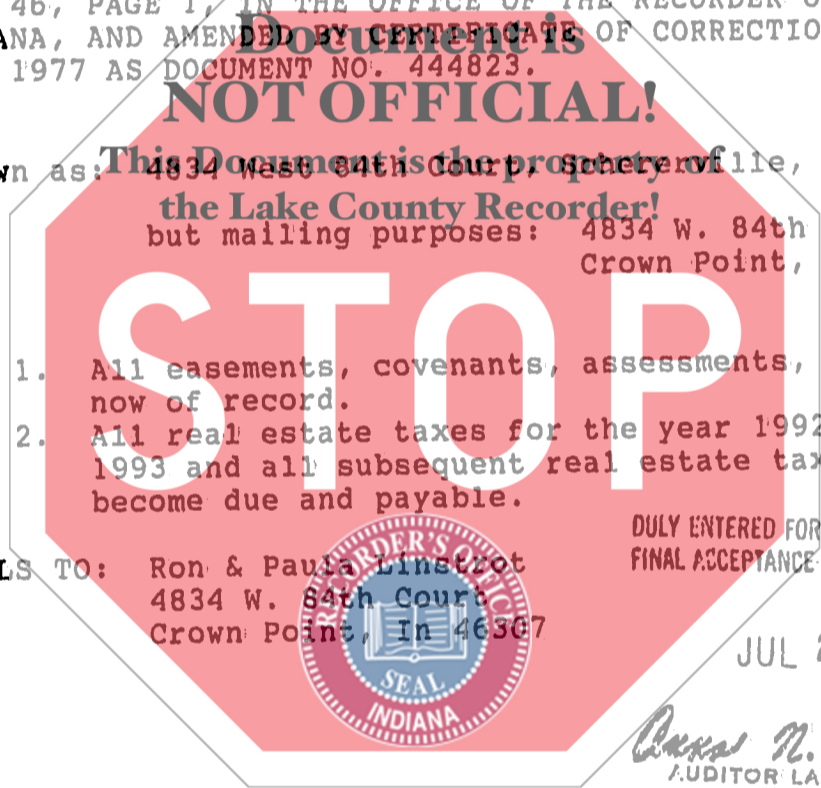 46, PAGE 1, IN THE OFFICE OF THE RECORDER O
ANA, AND AMENDED BY CERTIFICATE OF CORRECTIO
Document is
1977 AS DOCUMENT NO. 444823.
NOT OFFICIAL!
wn as: 4834 West 84th Court, Schererville,
This Document is the property of
the Lake County Recorder!
but mailing purposes: 4834 W. 84th
Crown Point,
STOP
1. All easements, covenants, assessments,
now of record.
2. All real estate taxes for the year 1992
1993 and all subsequent real estate tax
become due and payable.
DULY ENTERED FOR
FINAL ACCEPTANCE
LS TO: Ron & Paula Linstrot
4834 W. 84th Court
Crown Point, In 46307
RECORDER'S OFFICE
SEAL
INDIANA
JUL
N.
AUDITOR LA